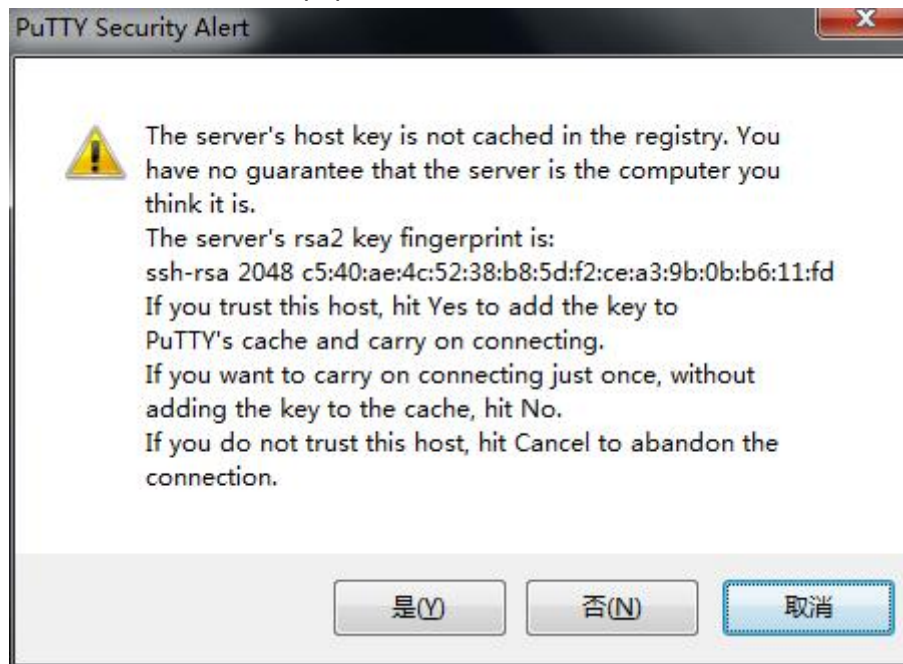 PuTTY Security Alert
The server's host key is not cached in the registry. You
have no guarantee that the server is the computer you
think it is.
The server's rsa2 key fingerprint is:
ssh-rsa 2048 c5:40:ae:4c:52:38:b8:5d:f2:ce:a3:9b:0b:b6:11:fd
If you trust this host, hit Yes to add the key to
PuTTY's cache and carry on connecting.
If you want to carry on connecting just once, without
adding the key to the cache, hit No.
If you do not trust this host, hit Cancel to abandon the
connection.
是(Y) 否(N) 取消